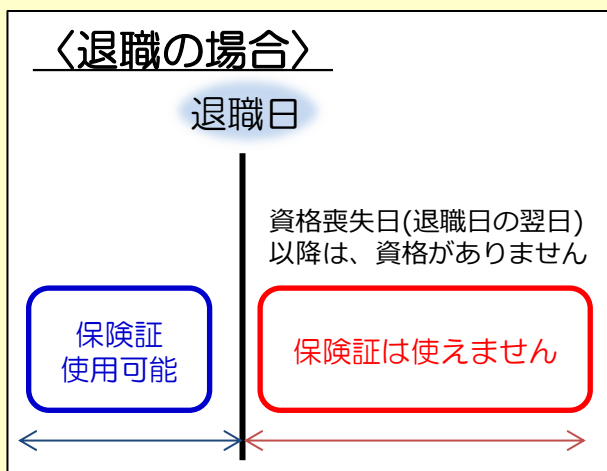 〈退職の場合〉
退職日
資格喪失日(退職日の翌日)
以降は、資格がありません
保険証
使用可能
保険証は使えません